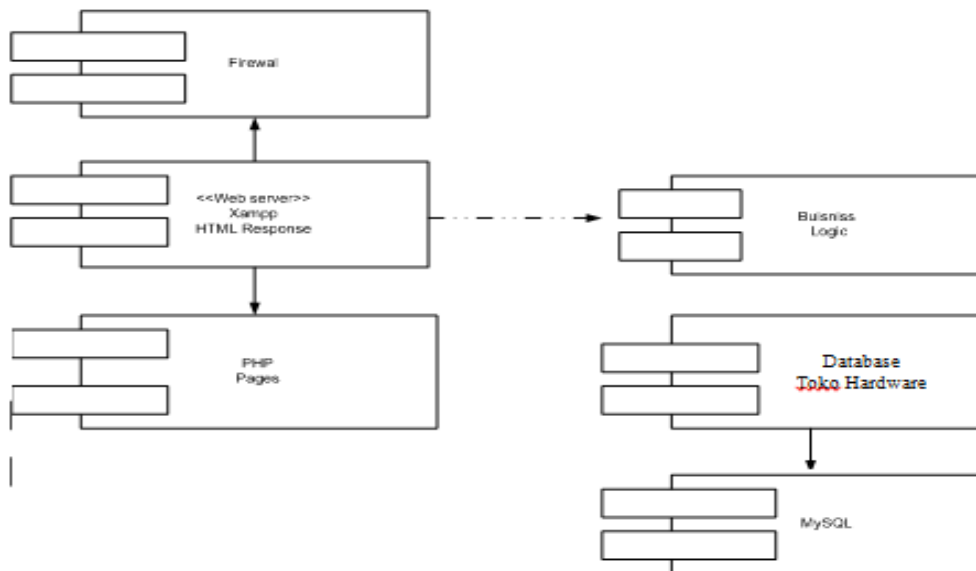 Firewal
<<Web server>>
Xampp
HTML Response
Buisniss
Logic
PHP
Pages
Database
Toko Hardware
MySQL